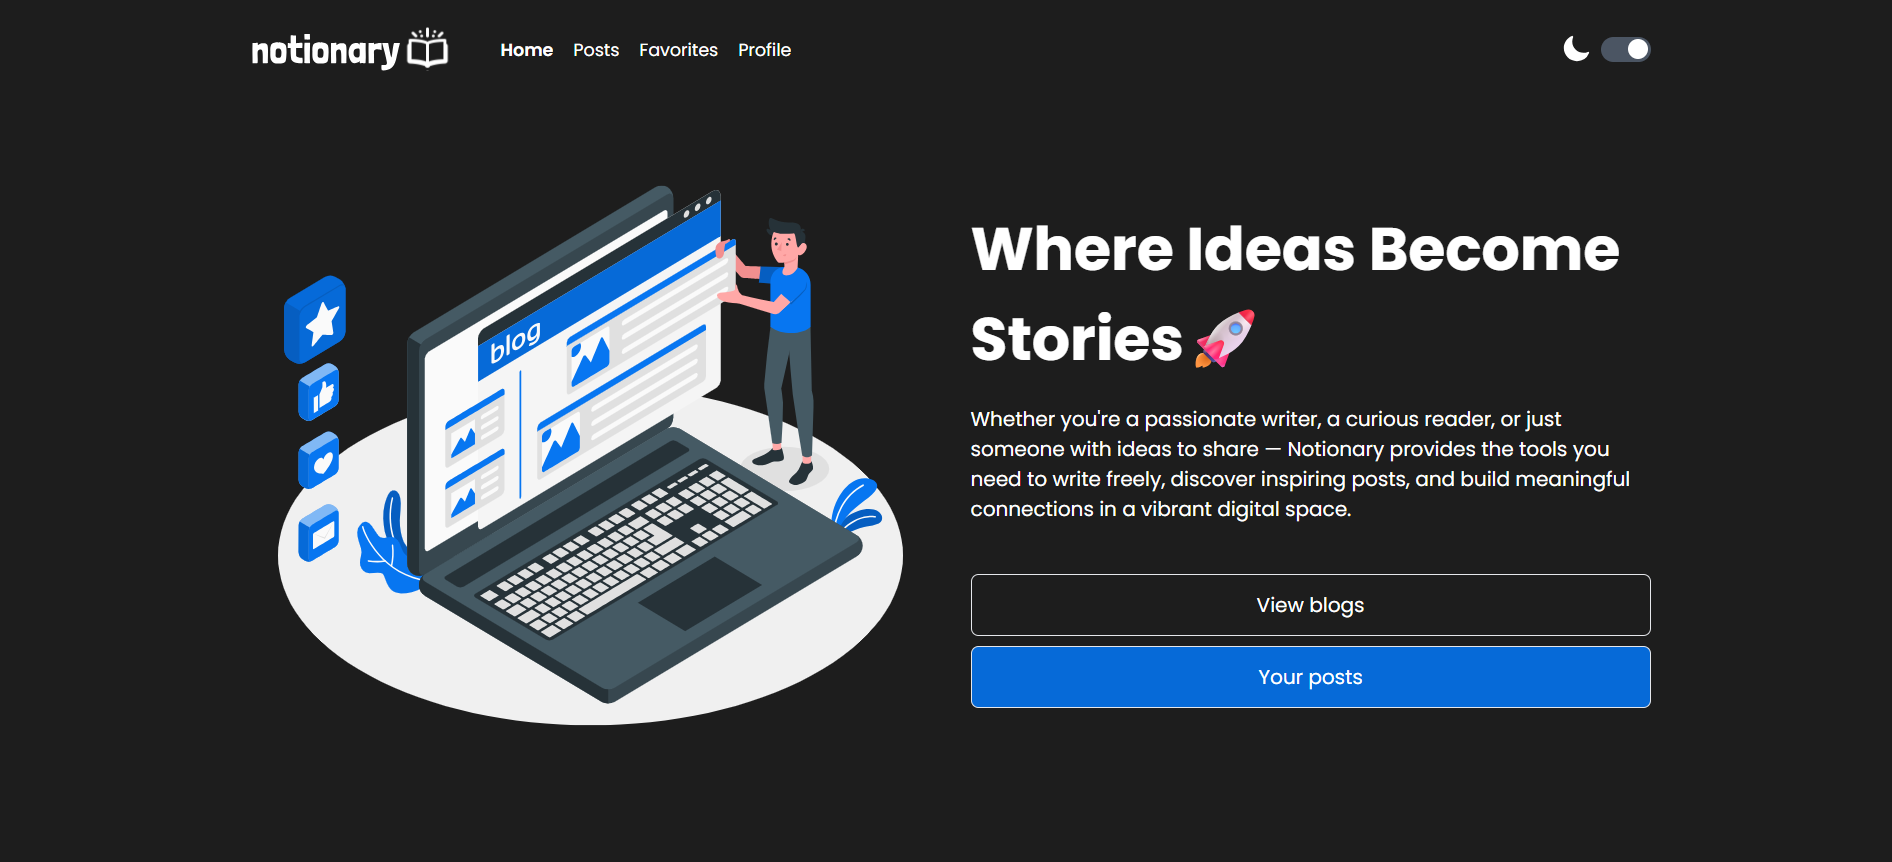 notionary
Home Posts Favorites Profile
blog
Where Ideas Become
Stories 🚀
Whether you're a passionate writer, a curious reader, or just
someone with ideas to share — Notionary provides the tools you
need to write freely, discover inspiring posts, and build meaningful
connections in a vibrant digital space.
View blogs
Your posts